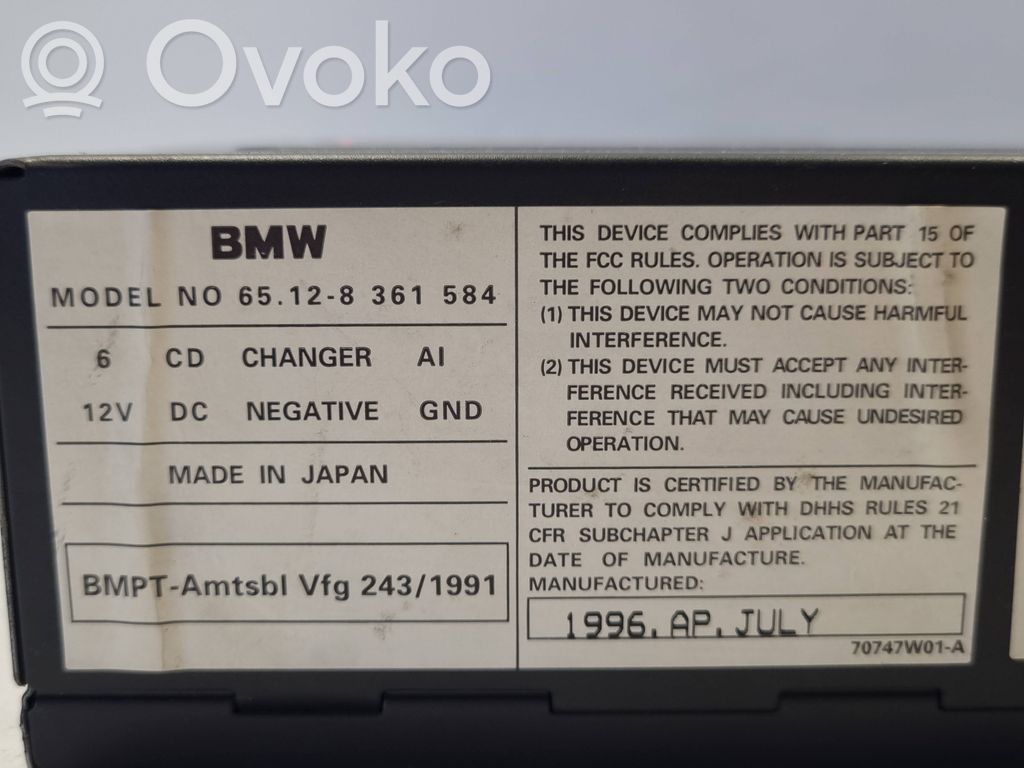 Ovoko
BMW
MODEL NO 65.12-8 361 584
6 CD CHANGER AI
12V DC NEGATIVE GND
MADE IN JAPAN
BMPT-Amtsbl Vfg 243/1991
THIS DEVICE COMPLIES WITH PART 15 OF
THE FCC RULES. OPERATION IS SUBJECT TO
THE FOLLOWING TWO CONDITIONS:
(1) THIS DEVICE MAY NOT CAUSE HARMFUL
INTERFERENCE.
(2) THIS DEVICE MUST ACCEPT ANY INTER-
FERENCE RECEIVED INCLUDING INTER-
FERENCE THAT MAY CAUSE UNDESIRED
OPERATION.
PRODUCT IS CERTIFIED BY THE MANUFAC-
TURER TO COMPLY WITH DHHS RULES 21
CFR SUBCHAPTER J APPLICATION AT THE
DATE OF MANUFACTURE.
MANUFACTURED:
1996. AP. JULY
70747W01-A